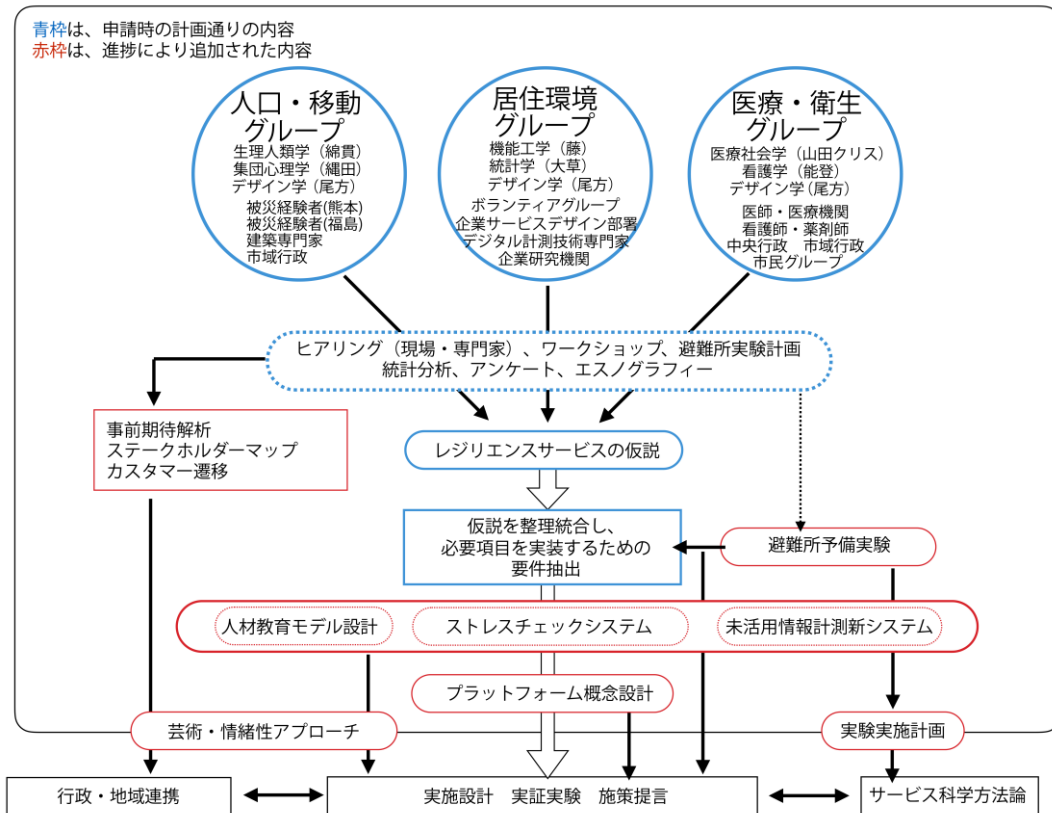 青枠は、申請時の計画通りの内容
赤枠は、進捗により追加された内容
人口・移動
グループ
生理人類学（綿貫）
集団心理学（縄田）
デザイン学（尾方）
被災経験者(熊本)
被災経験者(福島)
建築専門家
市域行政
居住環境
グループ
機能工学（藤）
統計学（大草）
デザイン学（尾方）
ボランティアグループ
企業サービスデザイン部署
デジタル計測技術専門家
企業研究機関
医療・衛生
グループ
医療社会学（山田クリス）
看護学（能登）
デザイン学（尾方）
医師・医療機関
看護師・薬剤師
中央行政　市域行政
市民グループ
ヒアリング（現場・専門家）、ワークショップ、避難所実験計画
統計分析、アンケート、エスノグラフィー
事前期待解析
ステークホルダーマップ
カスタマー遷移
レジリエンスサービスの仮説
仮説を整理統合し、
必要項目を実装するための
要件抽出
避難所予備実験
人材教育モデル設計
ストレスチェックシステム
未活用情報計測新システム
プラットフォーム概念設計
芸術・情緒性アプローチ
実験実施計画
行政・地域連携
実施設計　実証実験　施策提言
サービス科学方法論